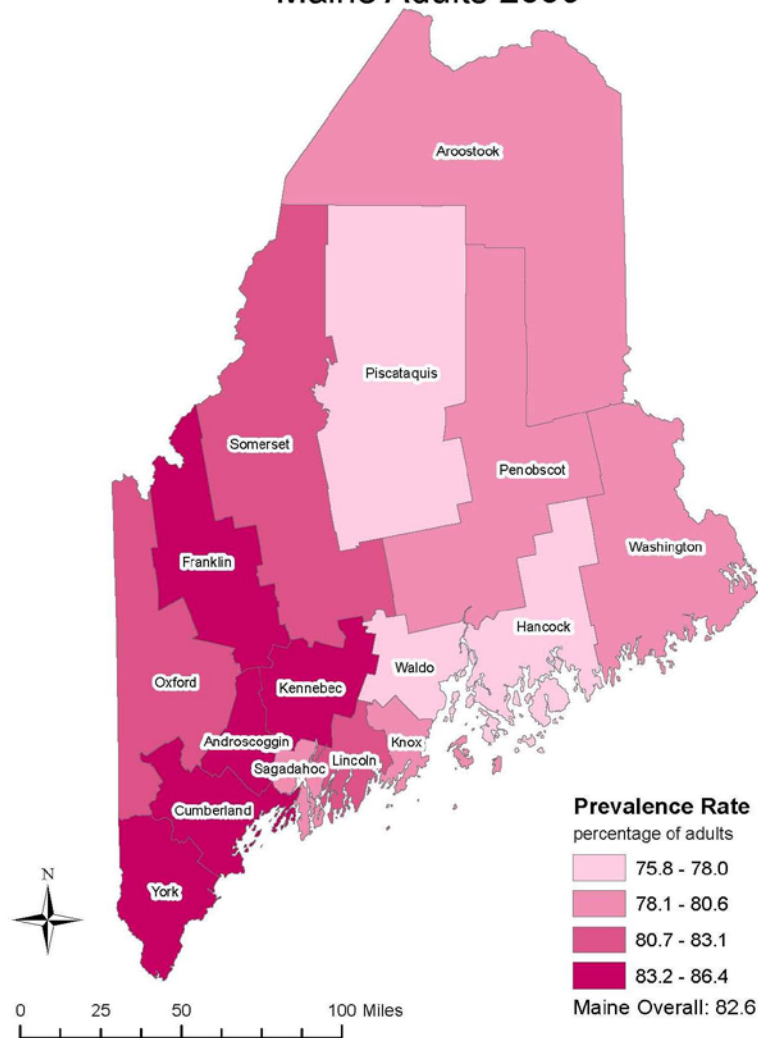 Aroostook
Piscataquis
Somerset
Penobscot
Washington
Franklin
Hancock
Waldo
Oxford
Kennebec
Androscoggin
Knox
Lincoln
Sagadahoc
Cumberland
York
N
Prevalence Rate
percentage of adults
75.8 - 78.0
78.1 - 80.6
80.7 - 83.1
83.2 - 86.4
Maine Overall: 82.6
0 25 50 100 Miles